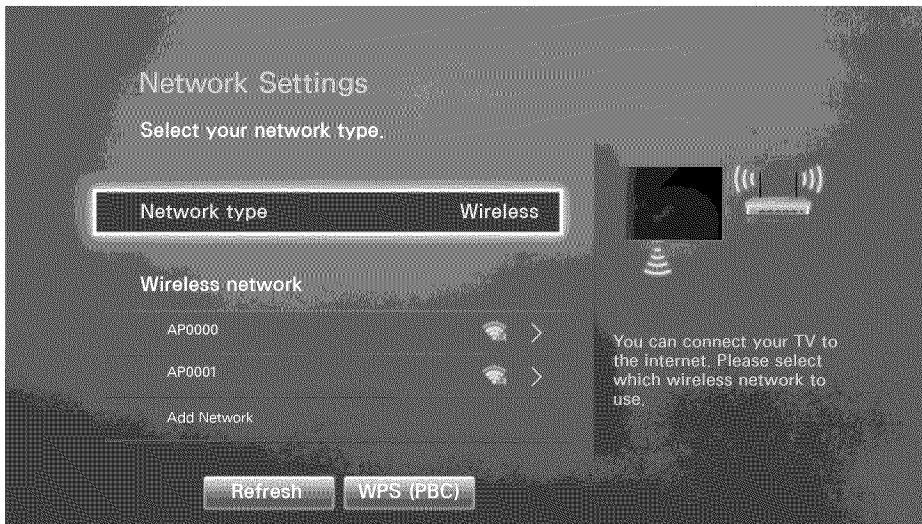 Network Settings
Select your network type.
Network type Wireless
Wireless network
AP0000
AP0001
Add Network
You can connect your TV to
the internet. Please select
which wireless network to
use.
Refresh WPS (PBC)